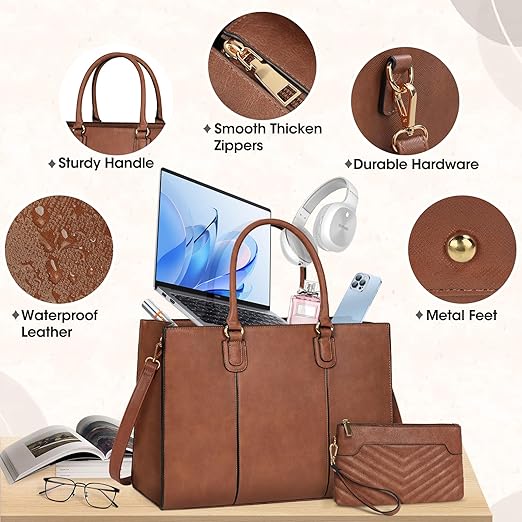 Sturdy Handle
Smooth Thicken
Zippers
Durable Hardware
Waterproof
Leather
Metal Feet